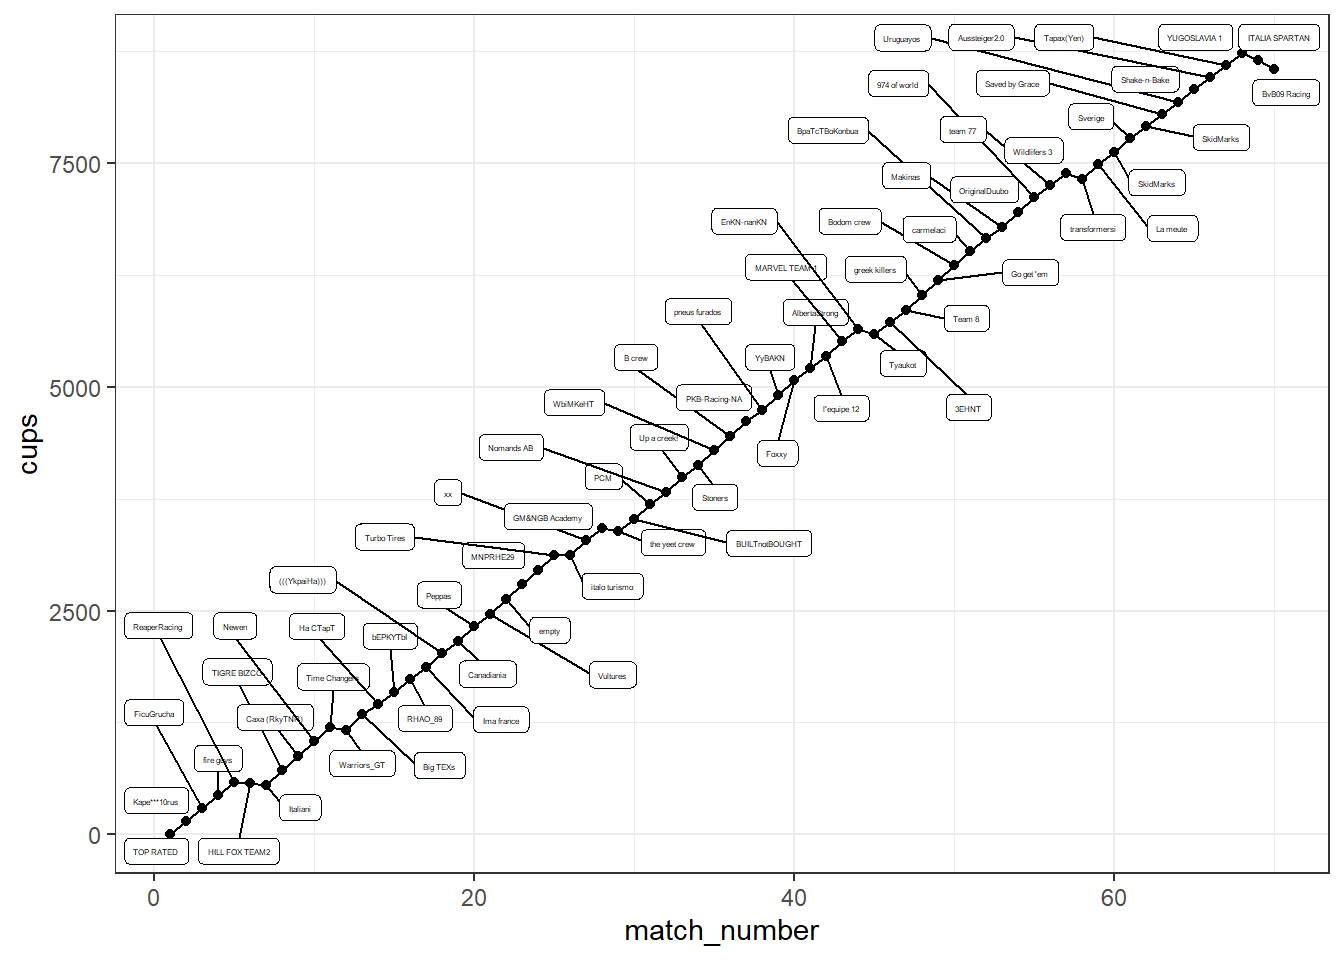 Uruguayos
Aussteiger2.0
Tapax(Yen)
YUGOSLAVIA 1
ITALIA SPARTAN
974 of world
Saved by Grace
Shake-n-Bake
BvB09 Racing
BpaTcTBoKonbua
team 77
Sverige
SkidMarks
Wildlifers 3
7500
Makinas
OriginalDuubo
SkidMarks
EnKN-nanKN
Bodom crew
carmelaci
transformersi
La meute
MARVEL TEAM 1
greek killers
Go get 'em
pneus furados
AlbertaStrong
Team 8
B crew
YyBAKN
Tyaukot
5000
WbiMKeHT
PKB-Racing-NA
l'equipe 12
3EHNT
cups
Nomands AB
Up a creek!
Foxxy
xx
PCM
Stoners
GM&NGB Academy
Turbo Tires
MNPRHE29
the yeet crew
BUILTnotBOUGHT
(((YkpaiHa)))
italo turismo
2500
Peppas
ReaperRacing
Newen
Ha CTapT
bEPKYTbI
empty
TIGRE BIZCO
Time Changers
Canadiania
Vultures
FicuGrucha
Caxa (RkyTNR)
RHAO_89
Ima france
fire guys
Warriors_GT
Big TEXs
Kape***10rus
Italiani
0
TOP RATED
HILL FOX TEAM2
0
20
40
60
match_number